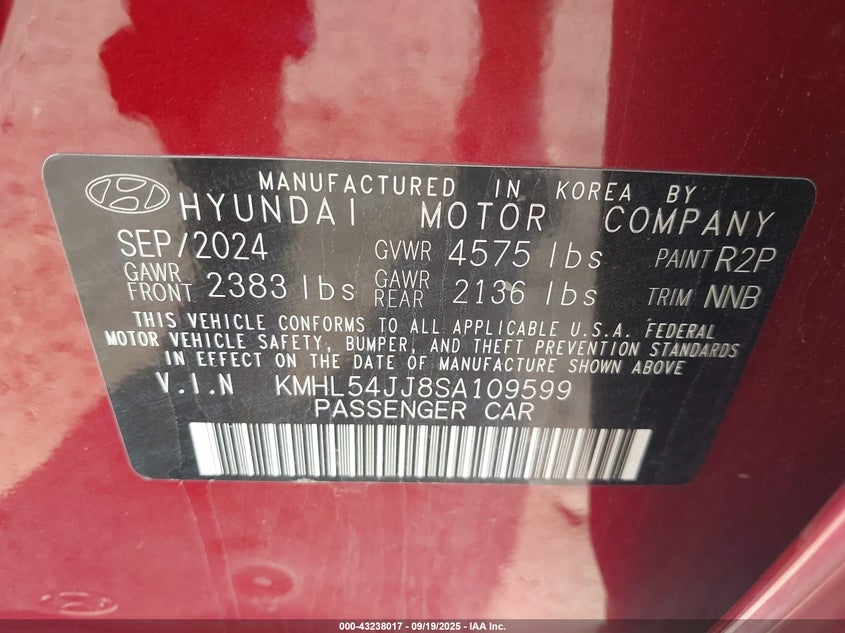 MANUFACTURED IN KOREA BY
HYUNDAI MOTOR COMPANY
SEP/2024 GVWR 4575 lbs PAINT R2P
GAWR FRONT 2383 lbs GAWR REAR 2136 lbs TRIM NNB
THIS VEHICLE CONFORMS TO ALL APPLICABLE U.S.A. FEDERAL
MOTOR VEHICLE SAFETY, BUMPER, AND THEFT PREVENTION STANDARDS
IN EFFECT ON THE DATE OF MANUFACTURE SHOWN ABOVE
V.I.N KMHL54JJ8SA109599
PASSENGER CAR
000-43238017 - 09/19/2025 - IAA Inc.